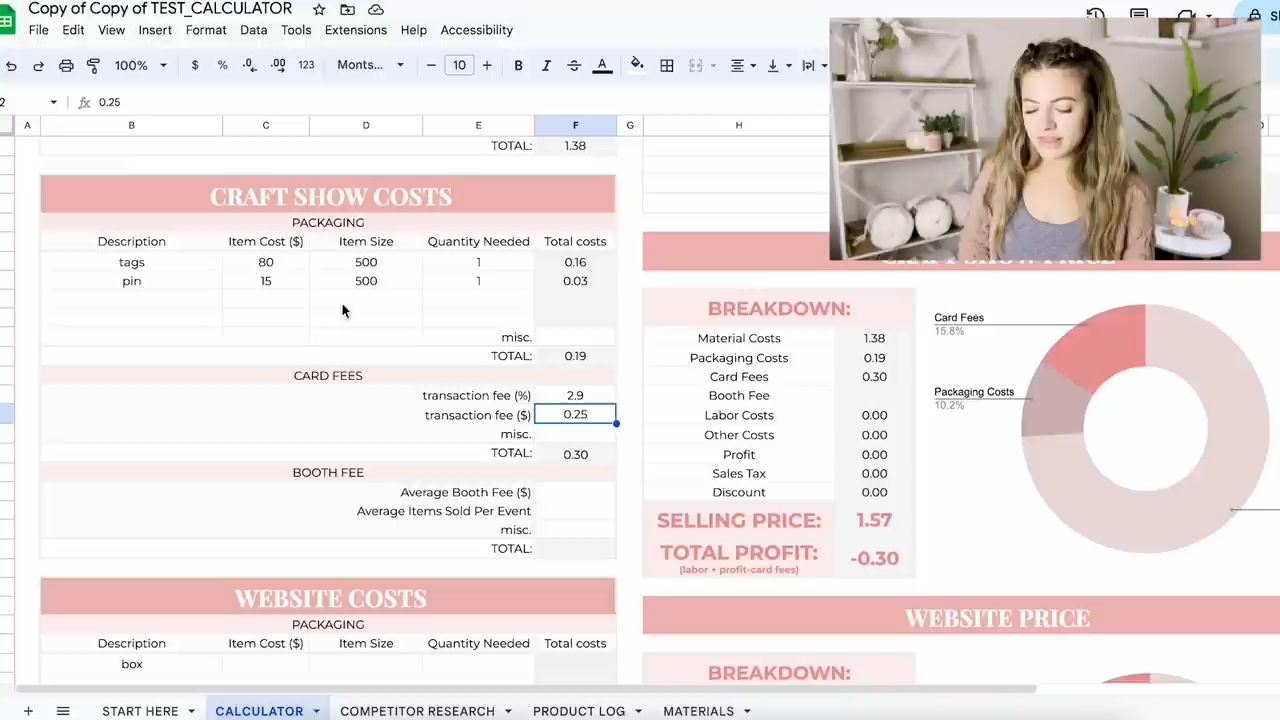 Copy of Copy of TEST_CALCULATOR
File Edit View Insert Format Data Tools Extensions Help Accessibility
100% $ % .0 .00 123 Monts... 10 B I A
fx 0.25
A B C D E F G H
TOTAL: 1.38
CRAFT SHOW COSTS
PACKAGING
Description Item Cost ($) Item Size Quantity Needed Total costs
tags 80 500 1 0.16
pin 15 500 1 0.03
misc.
TOTAL: 0.19
CARD FEES
transaction fee (%) 2.9
transaction fee ($) 0.25
misc.
TOTAL: 0.30
BOOTH FEE
Average Booth Fee ($)
Average Items Sold Per Event
misc.
TOTAL:
WEBSITE COSTS
PACKAGING
Description Item Cost ($) Item Size Quantity Needed Total costs
box
BREAKDOWN:
Material Costs 1.38
Packaging Costs 0.19
Card Fees 0.30
Booth Fee
Labor Costs 0.00
Other Costs 0.00
Profit 0.00
Sales Tax 0.00
Discount 0.00
SELLING PRICE: 1.57
TOTAL PROFIT: -0.30
(labor + profit-card fees)
Card Fees
15.8%
Packaging Costs
10.2%
WEBSITE PRICE
BREAKDOWN:
START HERE CALCULATOR COMPETITOR RESEARCH PRODUCT LOG MATERIALS